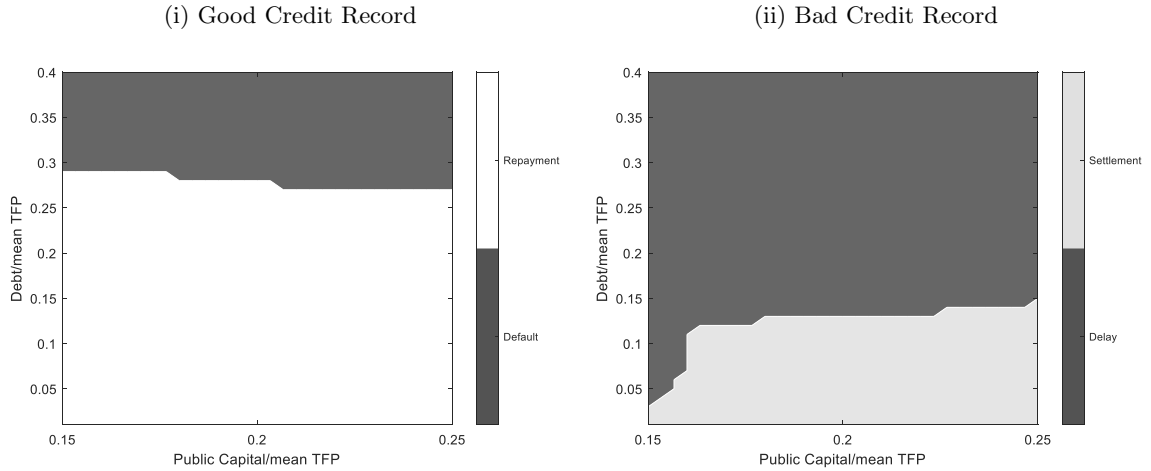 (i) Good Credit Record
0.4
0.35
0.3
0.25
0.2
0.15
0.1
0.05
Debt/mean TFP
0.15
0.2
0.25
Public Capital/mean TFP
Repayment
Default
(ii) Bad Credit Record
0.4
0.35
0.3
0.25
0.2
0.15
0.1
0.05
Debt/mean TFP
0.15
0.2
0.25
Public Capital/mean TFP
Settlement
Delay